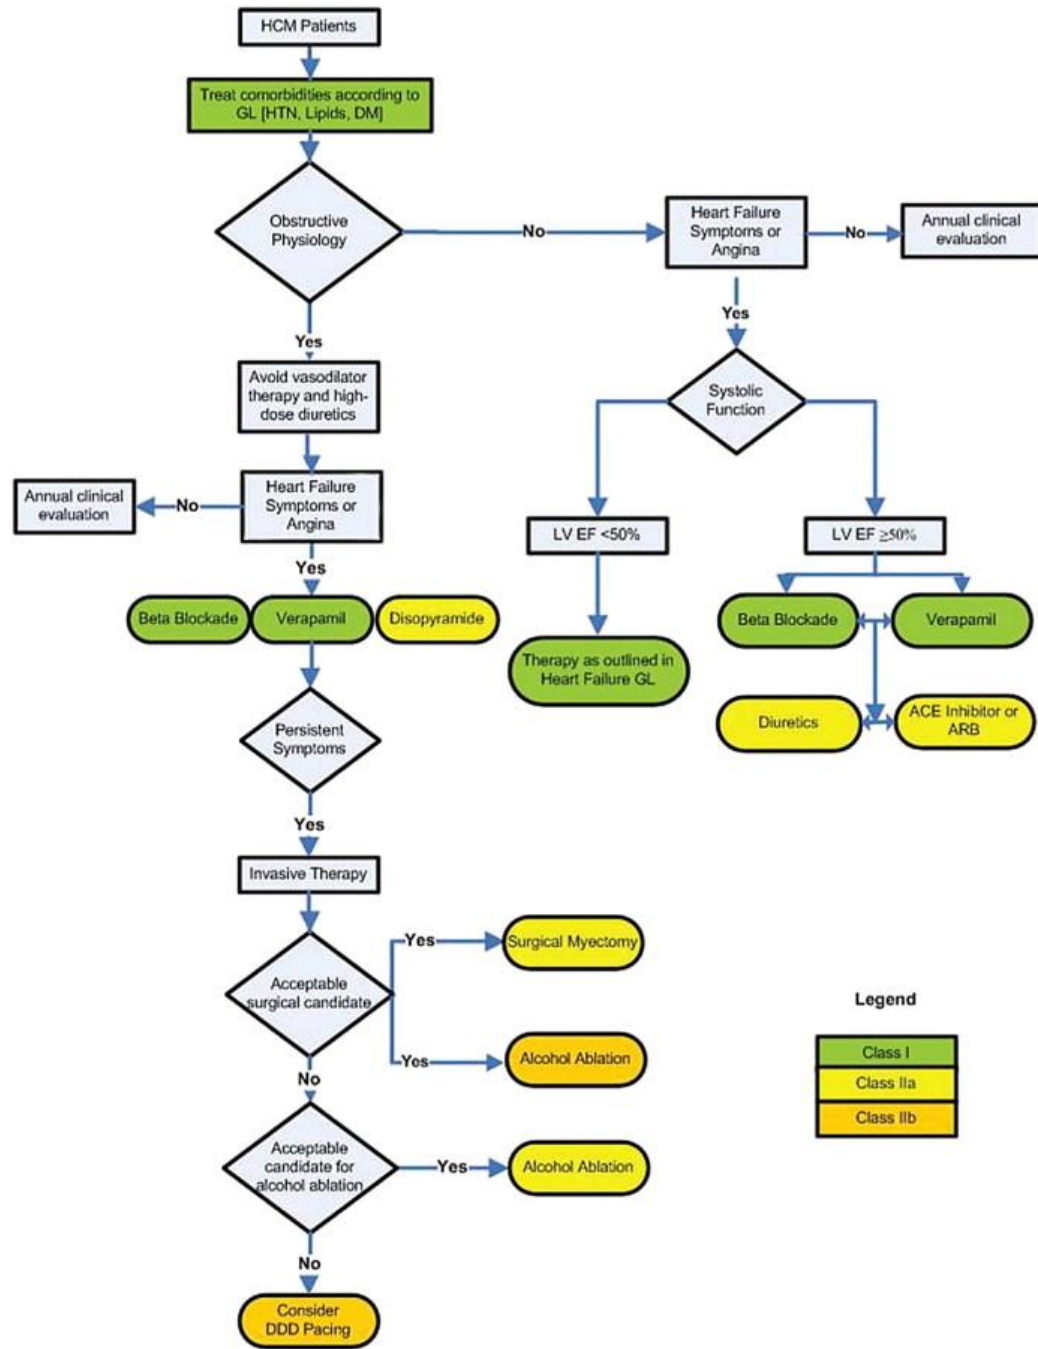 HCM Patients
Treat comorbidities according to
GL [HTN, Lipids, DM]
Obstructive
Physiology
No
Heart Failure
Symptoms or
Angina
No
Annual clinical
evaluation
Yes
Yes
Avoid vasodilator
therapy and high-
dose diuretics
Systolic
Function
Annual clinical
evaluation
No
Heart Failure
Symptoms or
Angina
LV EF <50%
LV EF ≥50%
Yes
Beta Blockade
Verapamil
Disopyramide
Beta Blockade
Verapamil
Therapy as outlined in
Heart Failure GL
Diuretics
ACE Inhibitor or
ARB
Persistent
Symptoms
Yes
Invasive Therapy
Yes
Surgical Myectomy
Acceptable
surgical candidate
Yes
Alcohol Ablation
No
Acceptable
candidate for
alcohol ablation
Yes
Alcohol Ablation
No
Consider
DDD Pacing
Legend
Class I
Class IIa
Class IIb